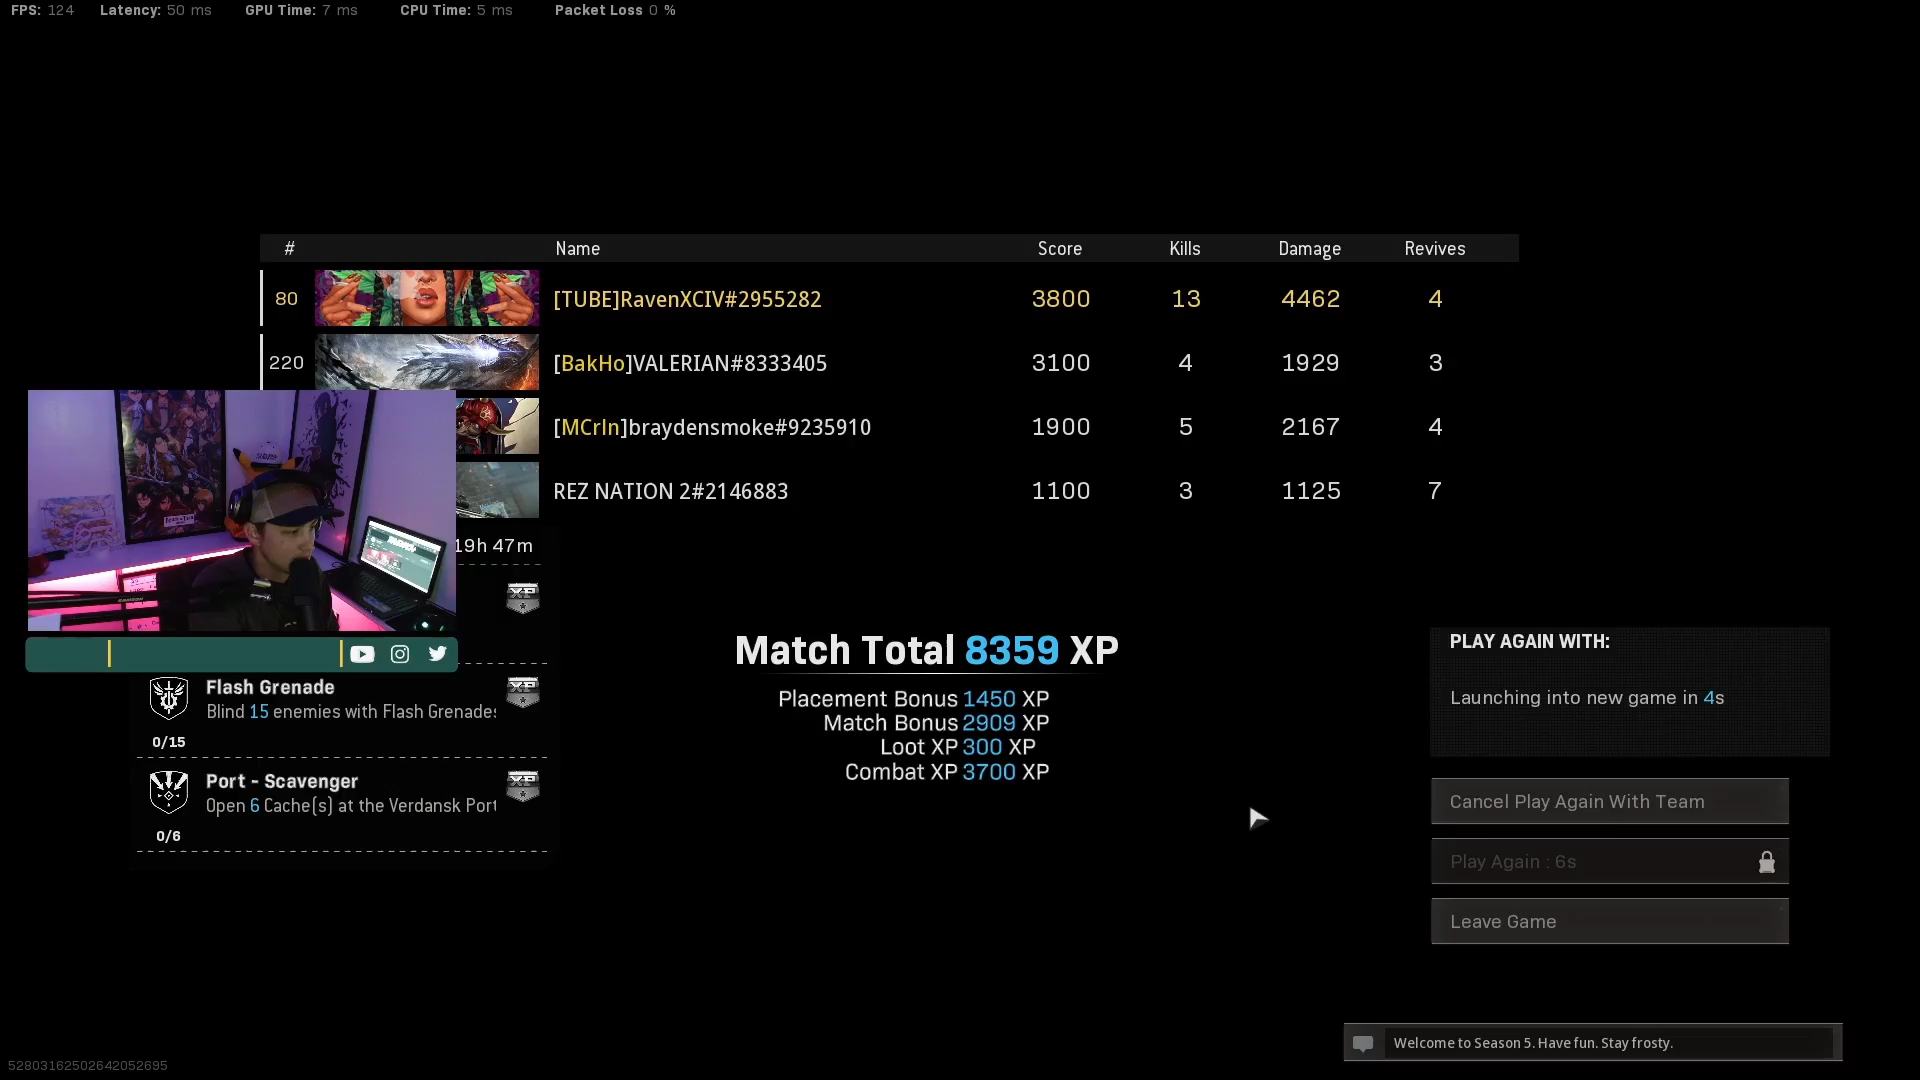 FPS: 124 Latency: 50 ms GPU Time: 7 ms CPU Time: 5 ms Packet Loss 0 %
# Name Score Kills Damage Revives
80 [TUBE]RavenXCIV#2955282 3800 13 4462 4
220 [BakHo]VALERIAN#8333405 3100 4 1929 3
[MCrIn]braydensmoke#9235910 1900 5 2167 4
REZ NATION 2#2146883 1100 3 1125 7
19h 47m
XP
Flash Grenade
XP
Blind 15 enemies with Flash Grenades
0/15
Port - Scavenger
XP
Open 6 Cache(s) at the Verdansk Port
0/6
Match Total 8359 XP
Placement Bonus 1450 XP
Match Bonus 2909 XP
Loot XP 300 XP
Combat XP 3700 XP
PLAY AGAIN WITH:
Launching into new game in 4s
Cancel Play Again With Team
Play Again : 6s
Leave Game
Welcome to Season 5. Have fun. Stay frosty.
52803162502642052695